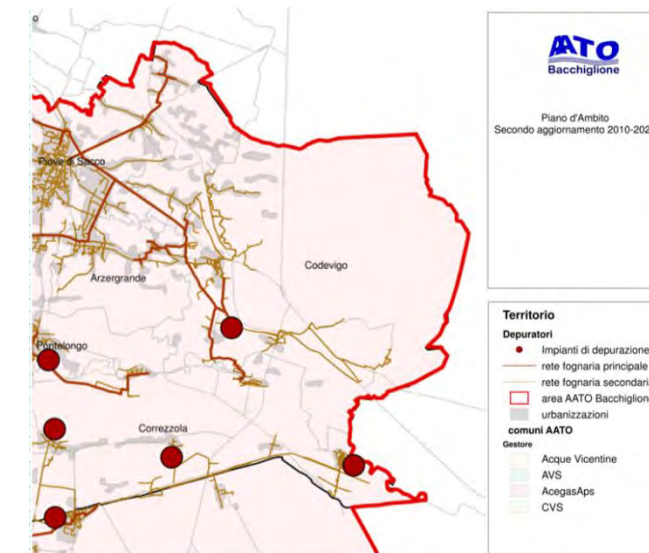 AATO
Bacchiglione
Piano d'Ambito
Secondo aggiornamento 2010-202
Piove di Sacco
Codevigo
Arzergrande
Pontelongo
Correzzola
Territorio
Depuratori
Impianti di depurazione
rete fognaria principale
rete fognaria secondari
area AATO Bacchiglion
urbanizzazioni
comuni AATO
Gestore
Acque Vicentine
AVS
AcegasAps
CVS